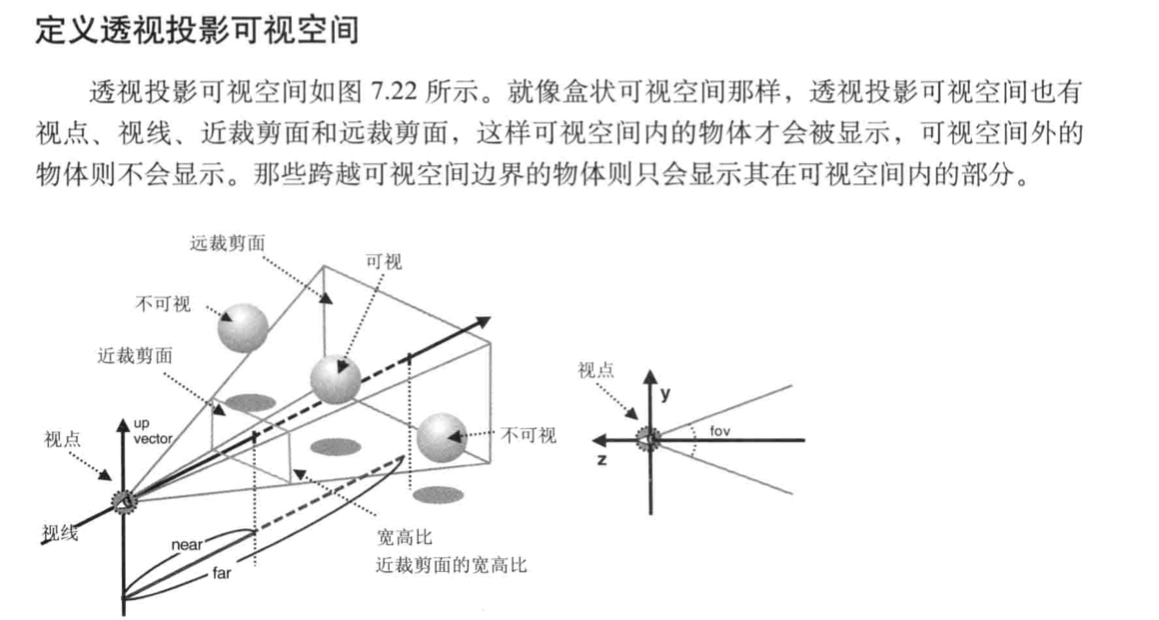 定义透视投影可视空间
透视投影可视空间如图 7.22 所示。就像盒状可视空间那样，透视投影可视空间也有
视点、视线、近裁剪面和远裁剪面，这样可视空间内的物体才会被显示，可视空间外的
物体则不会显示。那些跨越可视空间边界的物体则只会显示其在可视空间内的部分。
远裁剪面
可视
不可视
近裁剪面
up
vector
视点
视线
不可视
near
far
宽高比
近裁剪面的宽高比
视点
y
fov
z